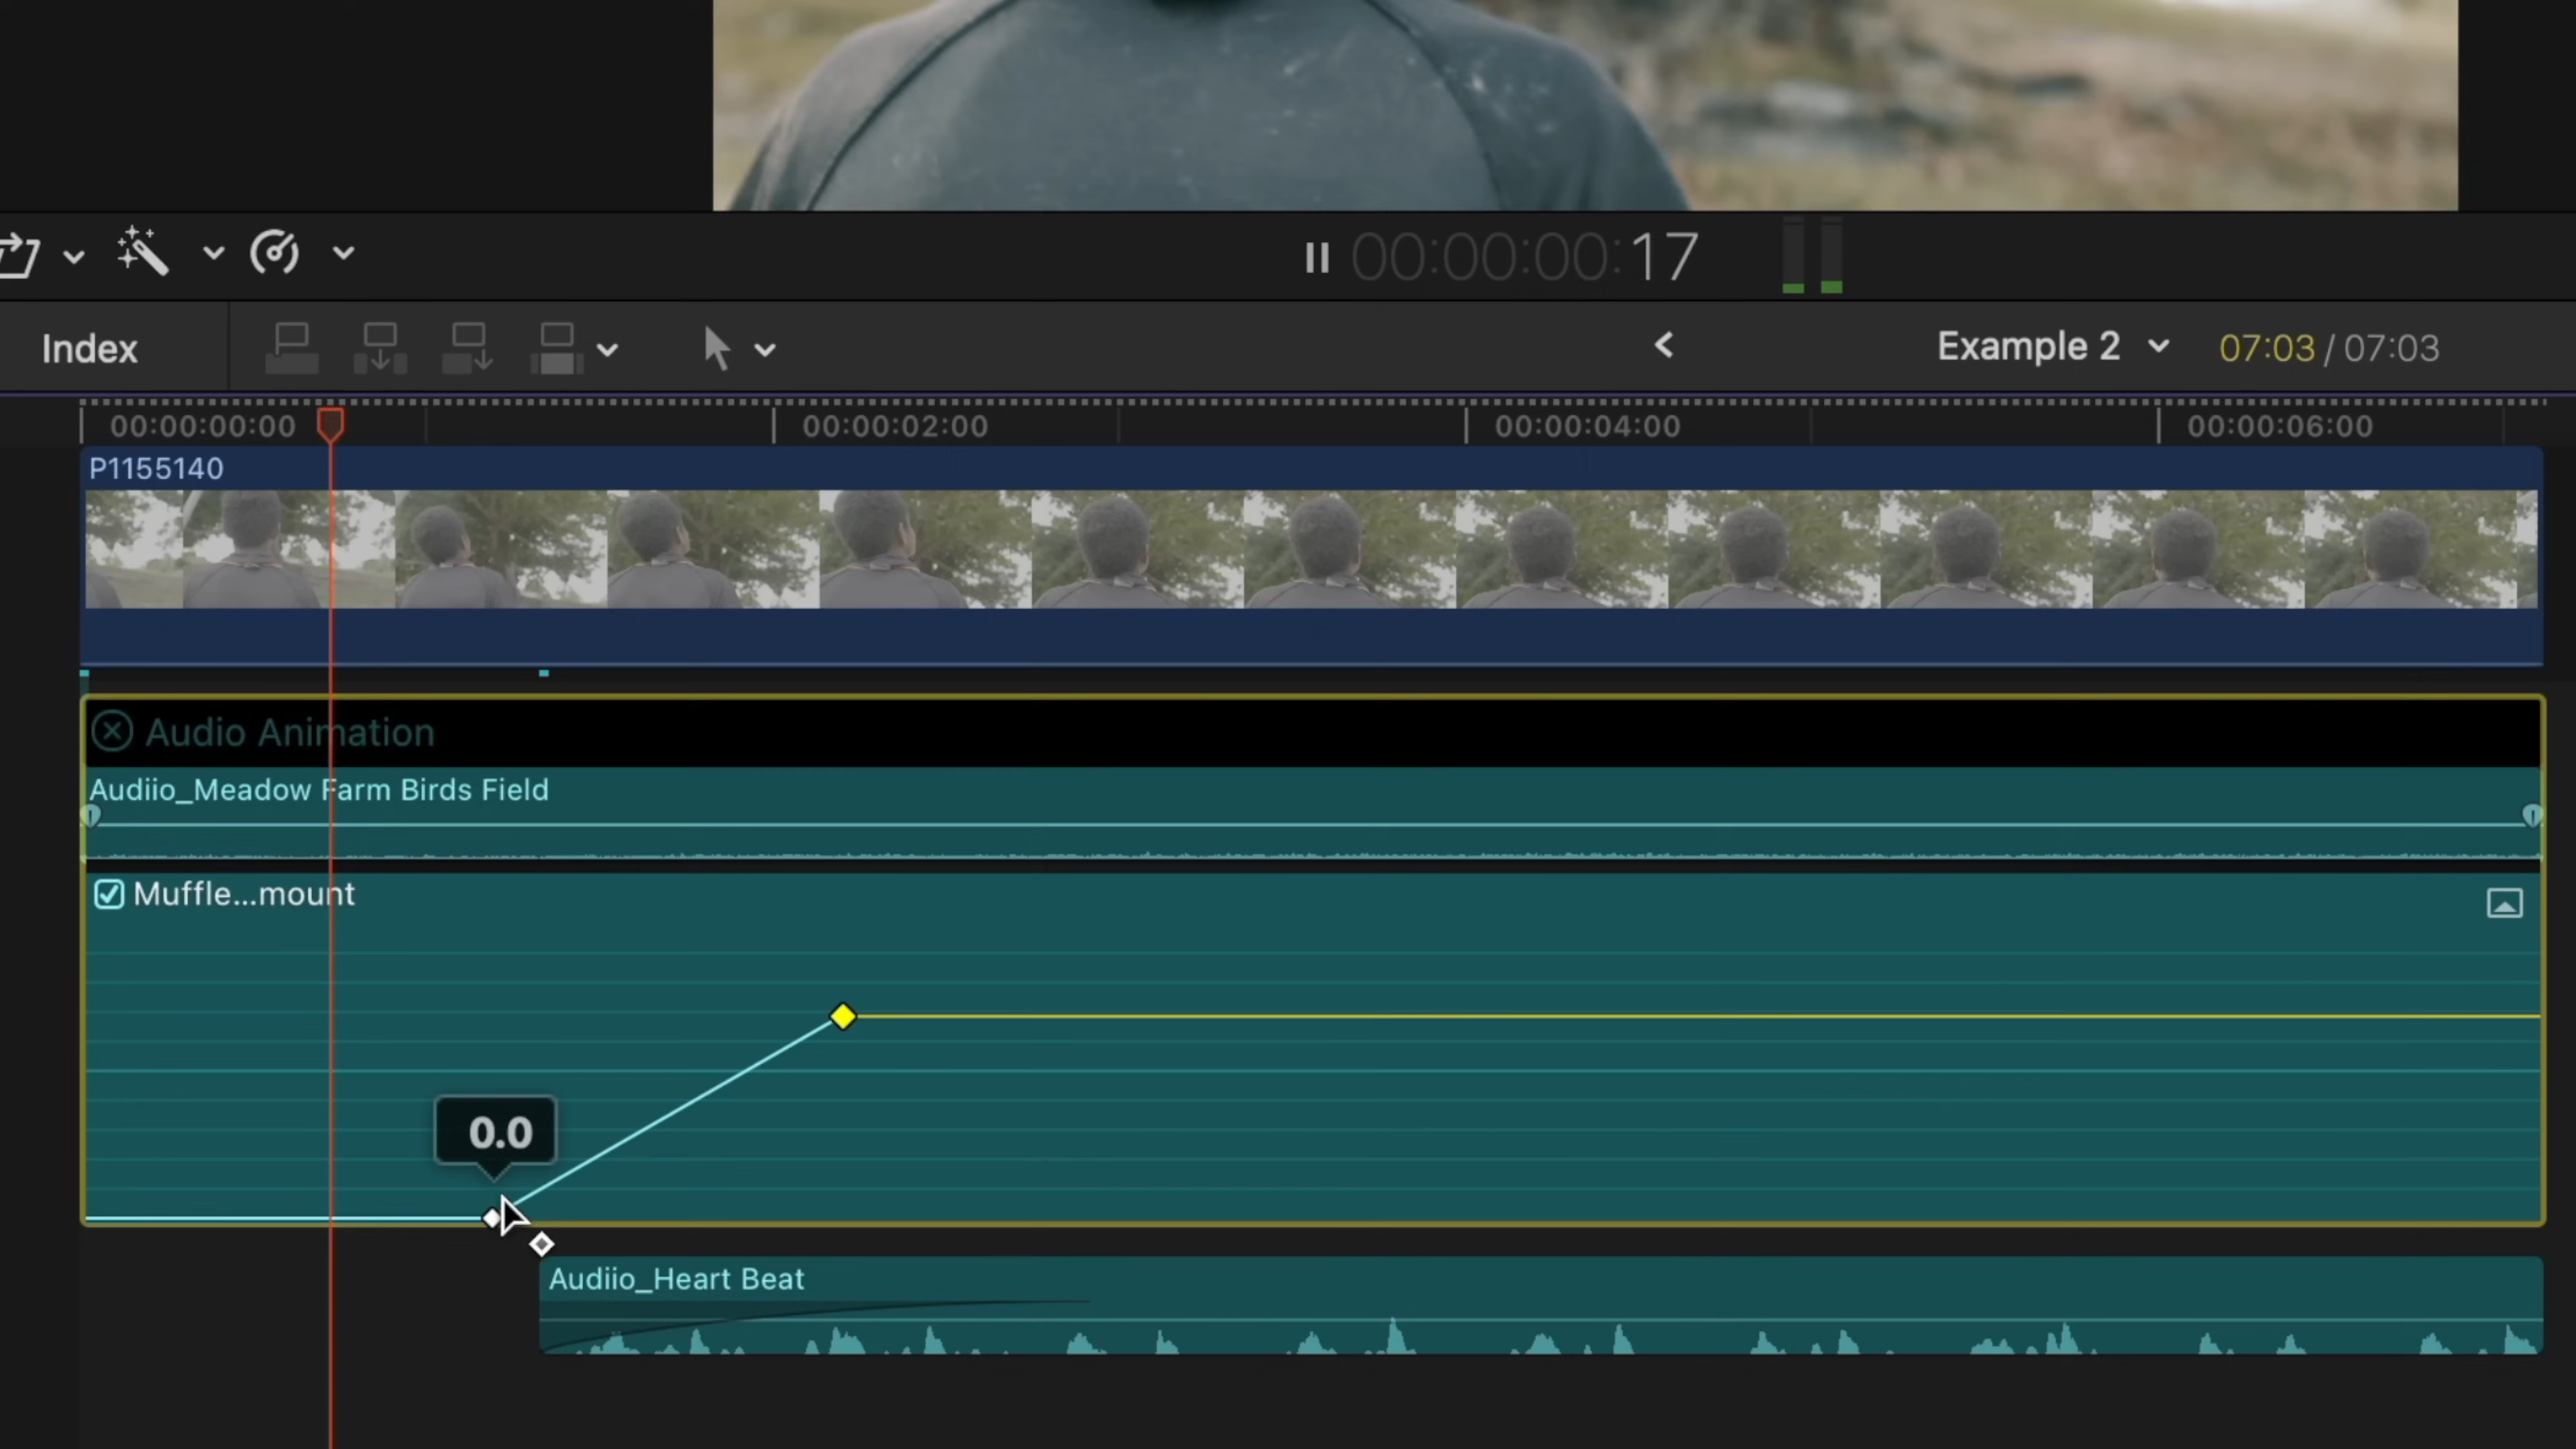 00:00:00:17
Index
Example 2
07:03 / 07:03
00:00:00:00
00:00:02:00
00:00:04:00
00:00:06:00
P1155140
Audio Animation
Audiio_Meadow Farm Birds Field
Muffle...mount
0.0
Audiio_Heart Beat